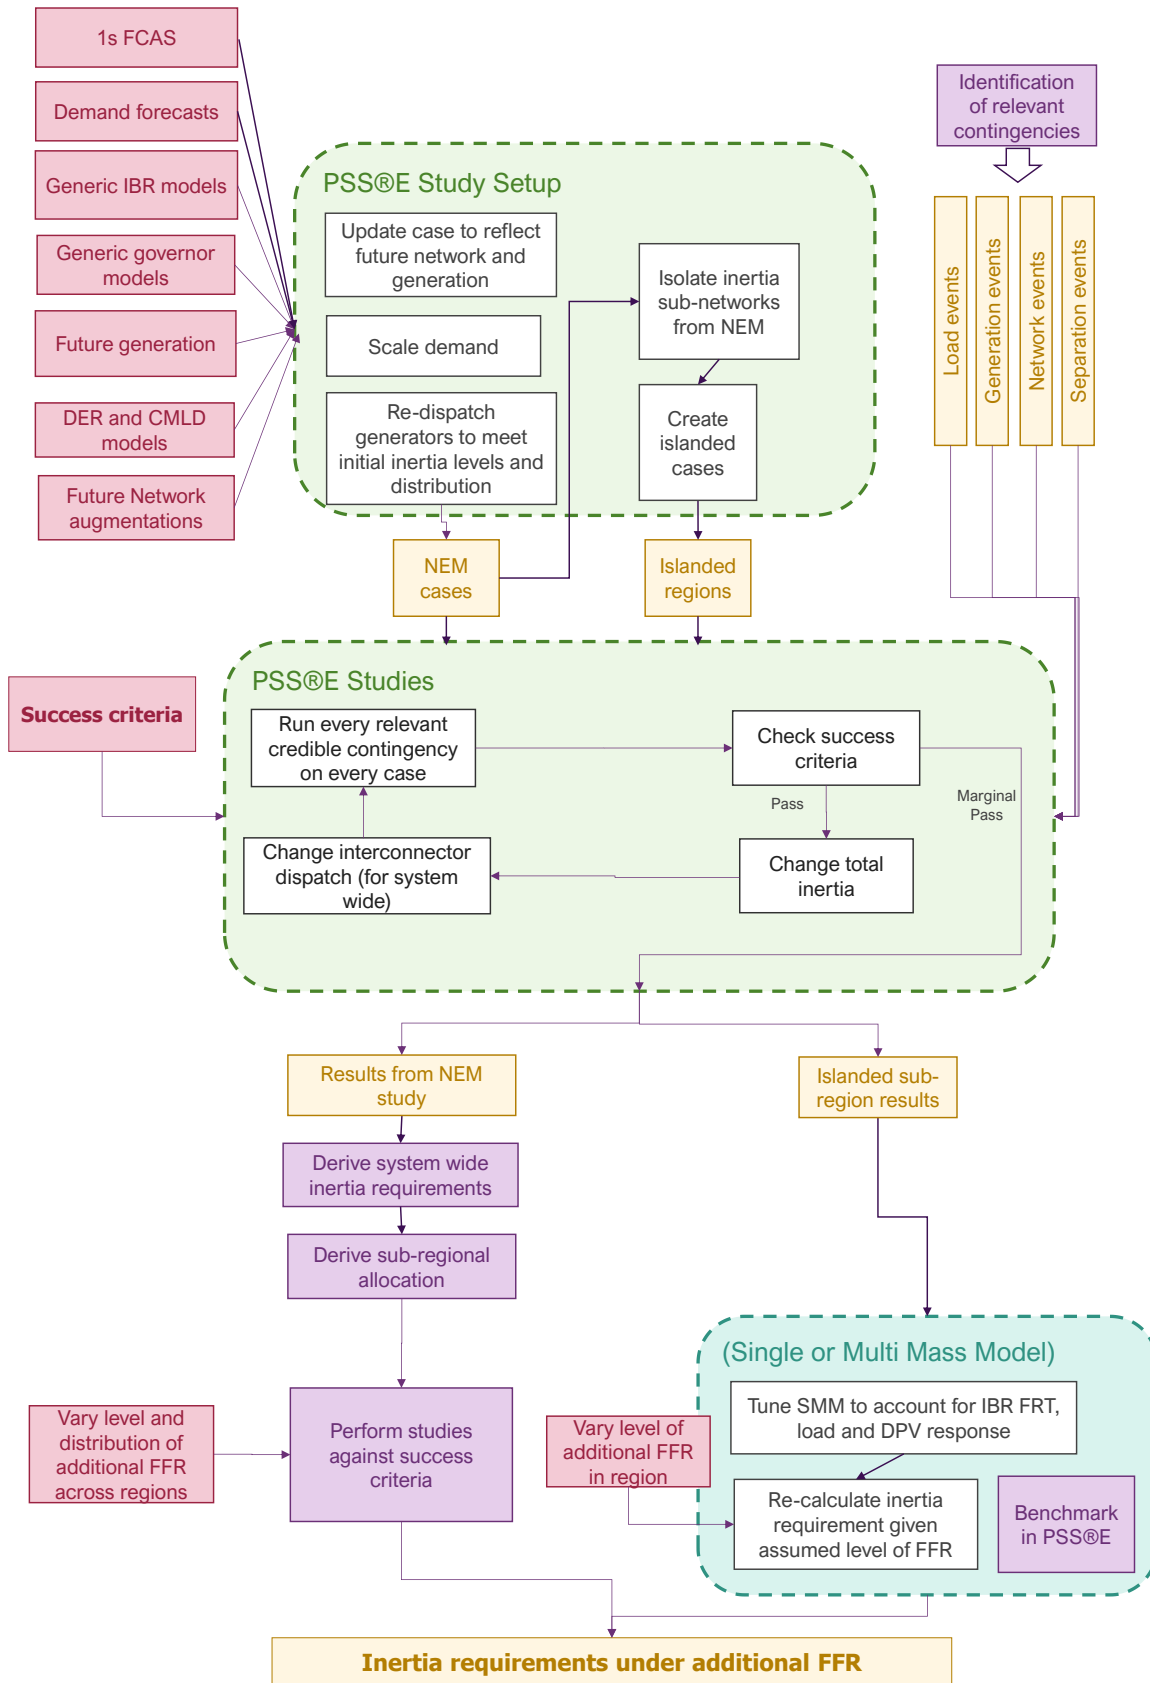 1s FCAS
Demand forecasts
Generic IBR models
Generic governor
models
Future generation
DER and CMLD
models
Future Network
augmentations
Identification
of relevant
contingencies
PSS®E Study Setup
Update case to reflect
future network and
generation
Scale demand
Re-dispatch
generators to meet
initial inertia levels and
distribution
Isolate inertia
sub-networks
from NEM
Create
islanded
cases
Load events
Generation events
Network events
Separation events
NEM
cases
Islanded
regions
Success criteria
PSS®E Studies
Run every relevant
credible contingency
on every case
Check success
criteria
Pass
Marginal
Pass
Change interconnector
dispatch (for system
wide)
Change total
inertia
Results from NEM
study
Islanded sub-
region results
Derive system wide
inertia requirements
Derive sub-regional
allocation
Vary level and
distribution of
additional FFR
across regions
Perform studies
against success
criteria
Vary level of
additional FFR
in region
(Single or Multi Mass Model)
Tune SMM to account for IBR FRT,
load and DPV response
Re-calculate inertia
requirement given
assumed level of FFR
Benchmark
in PSS®E
Inertia requirements under additional FFR